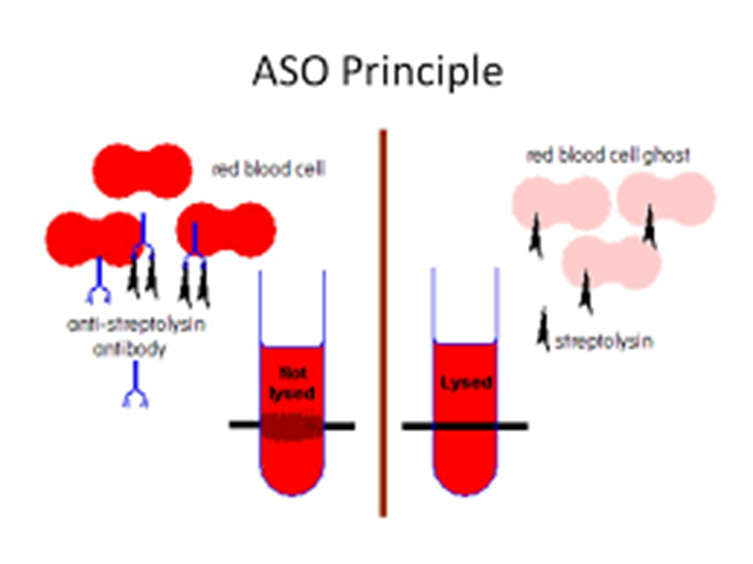 ASO Principle
red blood cell
anti-streptolysin
antibody
Not
lysed
red blood cell ghost
streptolysin
Lysed